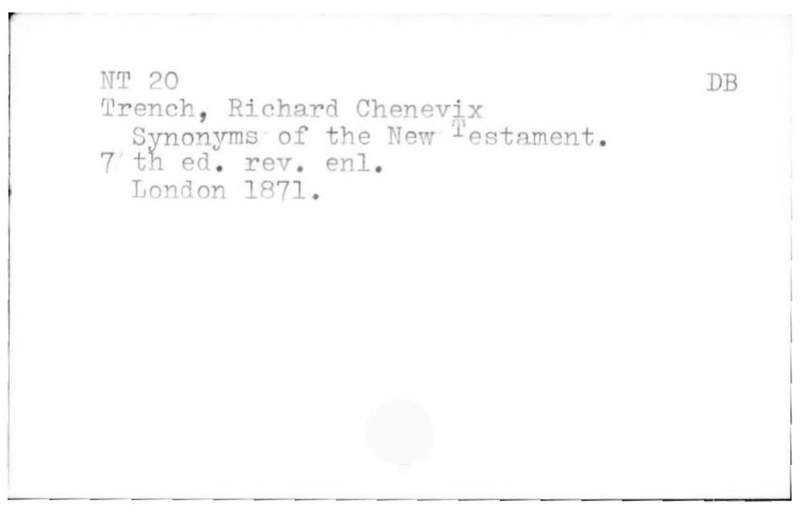 NT 20 DB
Trench, Richard Chenevix
Synonyms of the New Testament.
7 th ed. rev. enl.
London 1871.